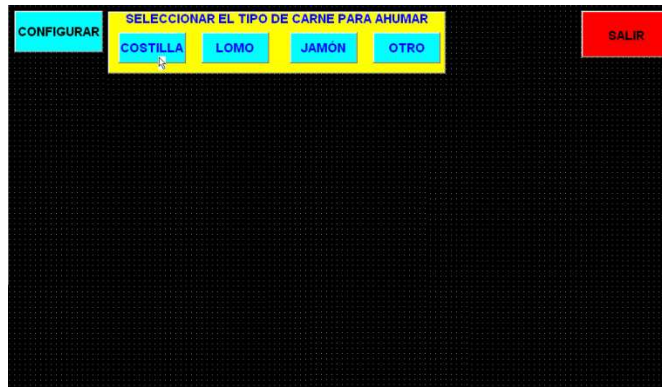 SELECCIONAR EL TIPO DE CARNE PARA AHUMAR
CONFIGURAR
COSTILLA LOMO JAMÓN OTRO
SALIR